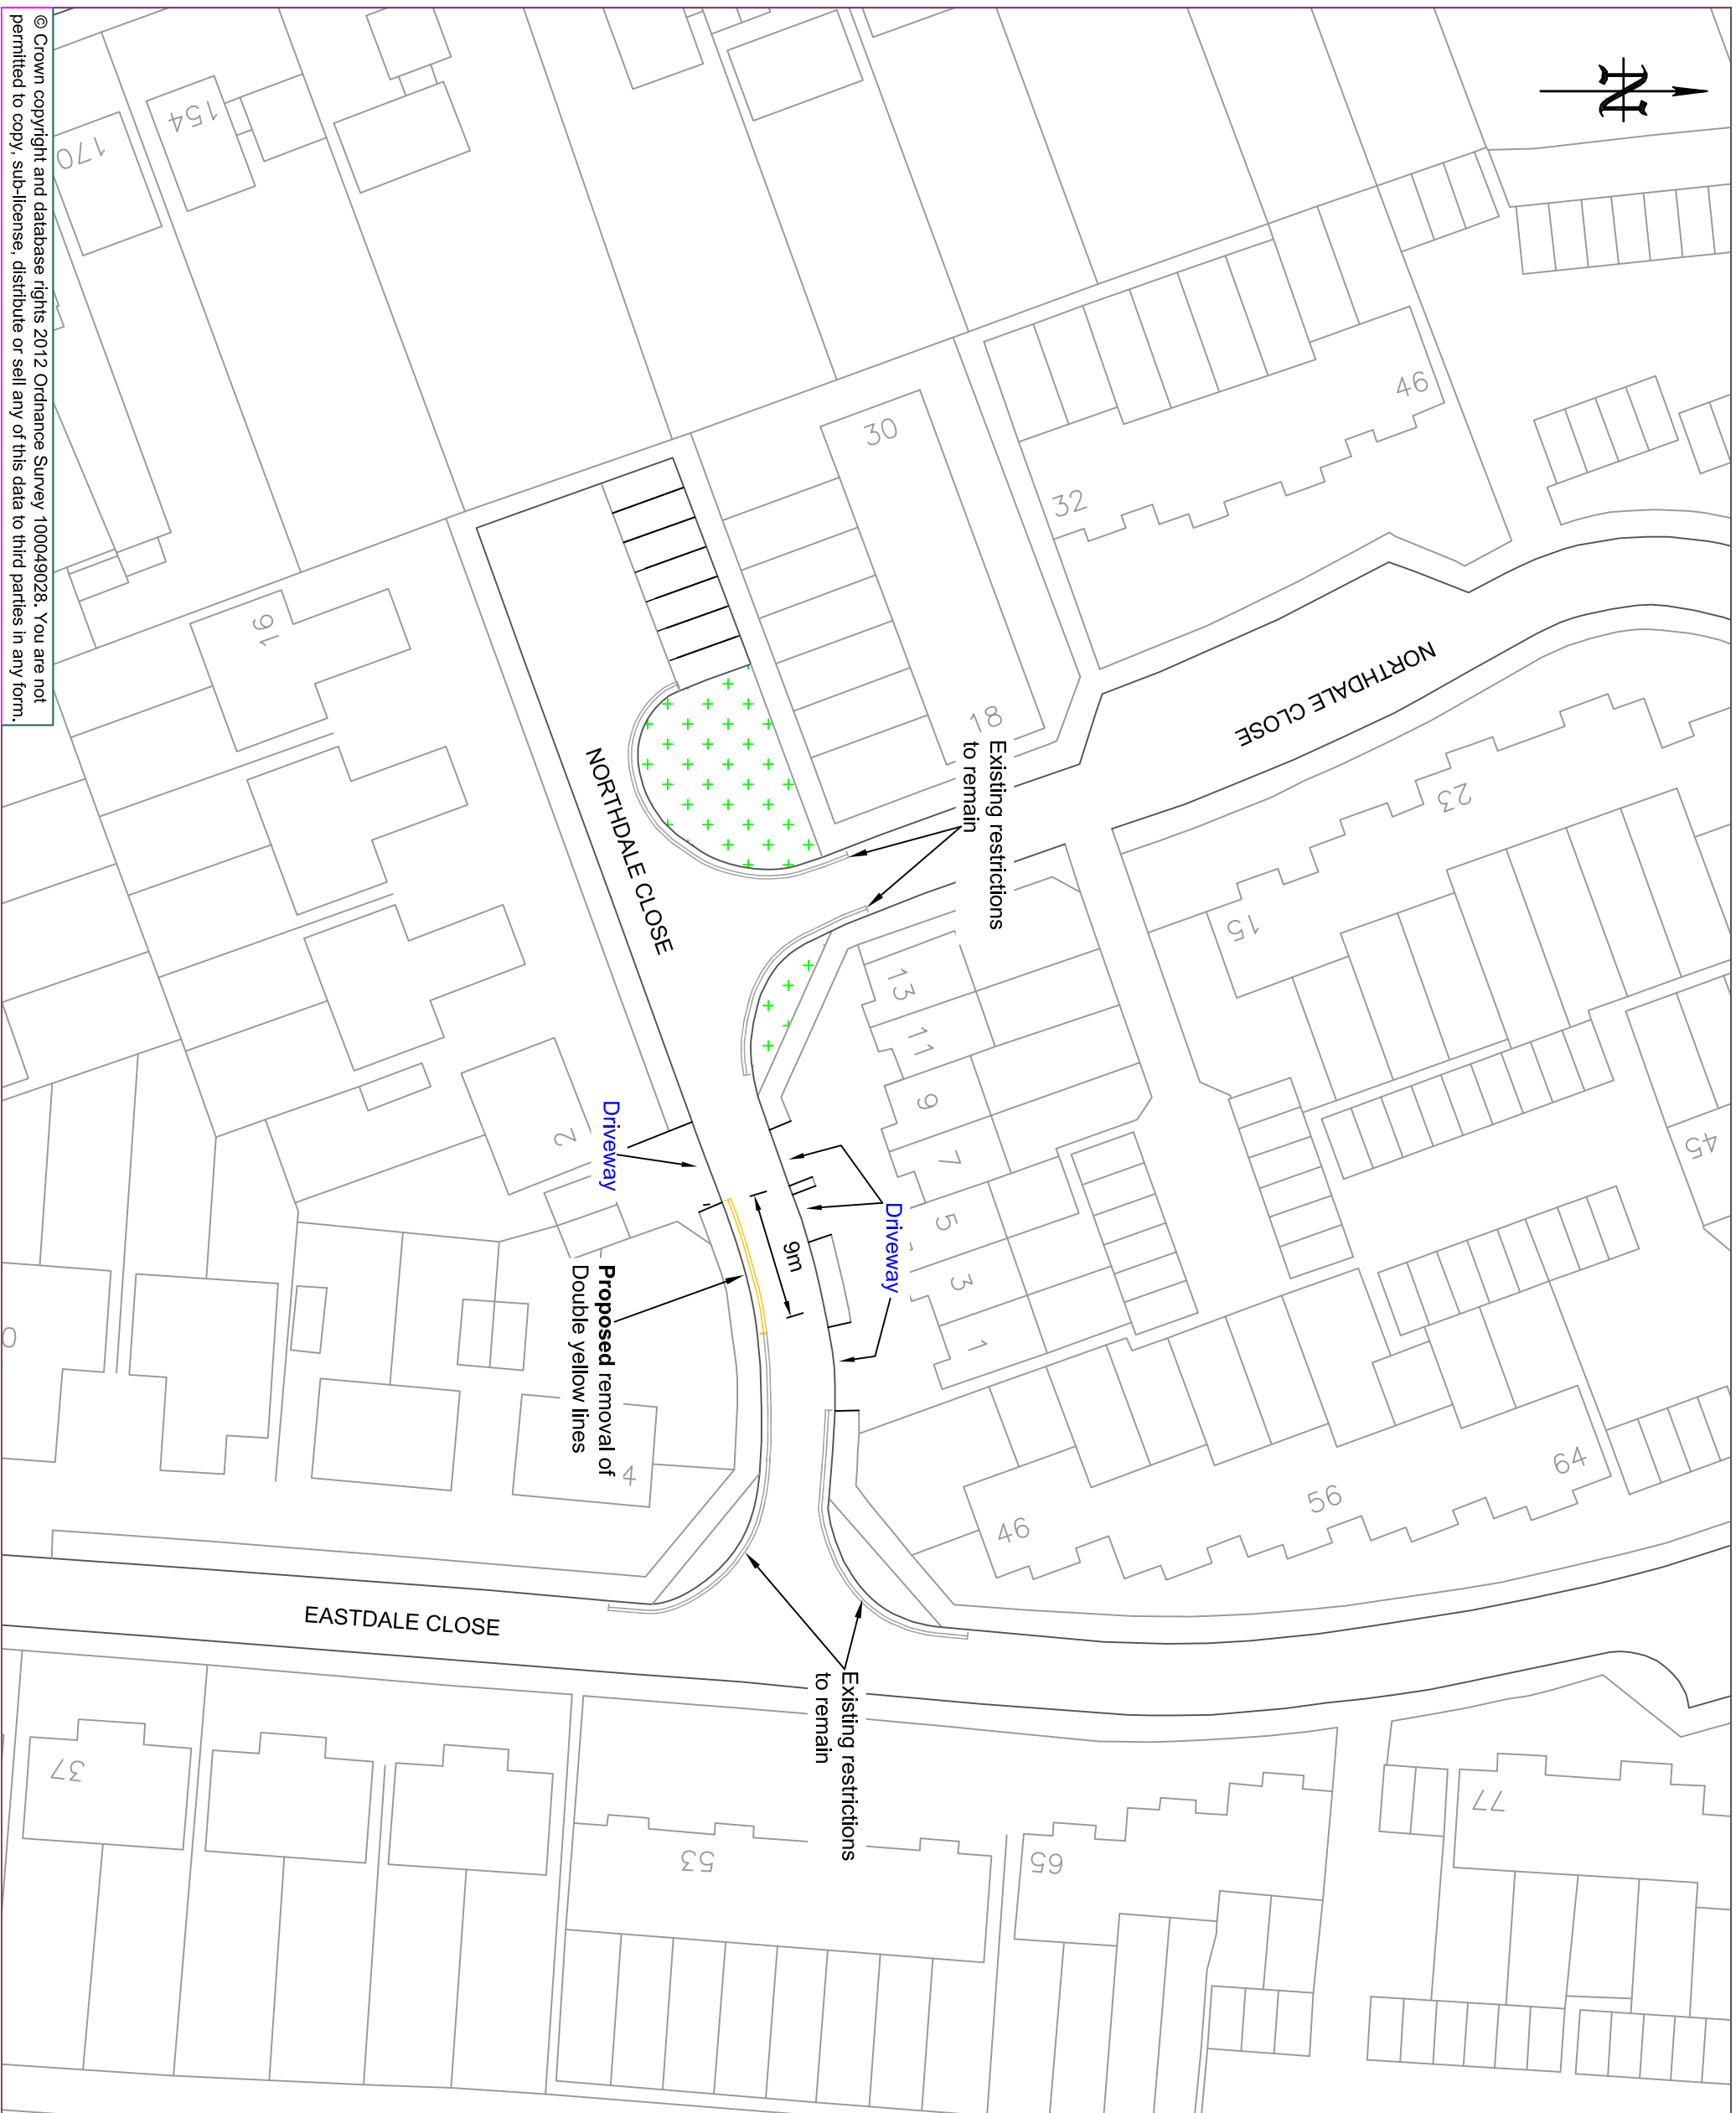 © Crown copyright and database rights 2012 Ordnance Survey 100049028. You are not
permitted to copy, sub-license, distribute or sell any of this data to third parties in any form.
N
154
170
46
30
32
NORTHDALE CLOSE
16
18
Existing restrictions
to remain
23
NORTHDALE CLOSE
15
13
11
9
7
5
3
1
45
2
Driveway
Driveway
9m
Proposed removal of
Double yellow lines
4
0
64
56
46
EASTDALE CLOSE
Existing restrictions
to remain
37
53
65
77